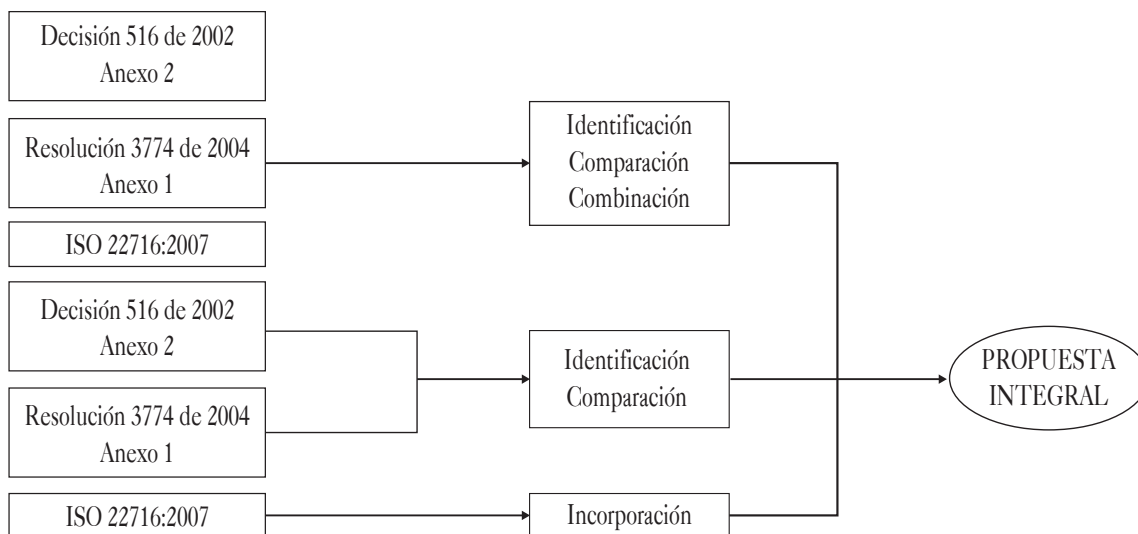 Decisión 516 de 2002
Anexo 2
Resolución 3774 de 2004
Anexo 1
ISO 22716:2007
Decisión 516 de 2002
Anexo 2
Resolución 3774 de 2004
Anexo 1
ISO 22716:2007
Identificación
Comparación
Combinación
Identificación
Comparación
Incorporación
PROPUESTA
INTEGRAL